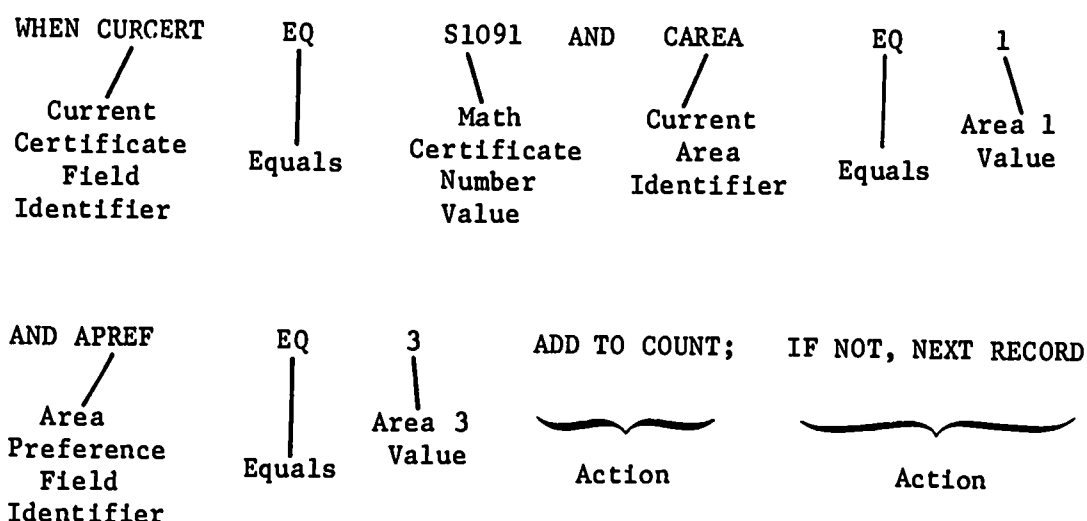 WHEN CURCERT EQ S1091 AND CAREA EQ 1
Current Certificate Field Identifier
Equals
Math Certificate Number Value
Current Area Identifier
Equals
Area 1 Value
AND APREF EQ 3 ADD TO COUNT; IF NOT, NEXT RECORD
Area Preference Field Identifier
Equals
Area 3 Value
Action
Action